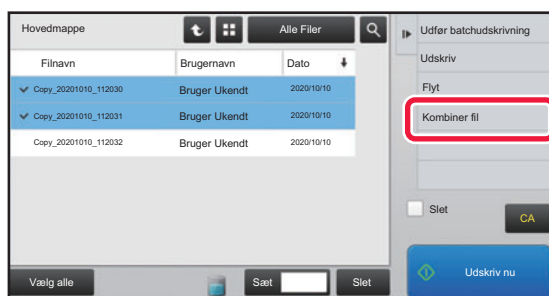 Hovedmappe
Alle Filer
Filnavn Brugernavn Dato
Copy_20201010_112030 Bruger Ukendt 2020/10/10
Copy_20201010_112031 Bruger Ukendt 2020/10/10
Copy_20201010_112032 Bruger Ukendt 2020/10/10
Vælg alle
Sæt
Slet
Udfør batchudskrivning
Udskriv
Flyt
Kombiner fil
Slet
CA
Udskriv nu